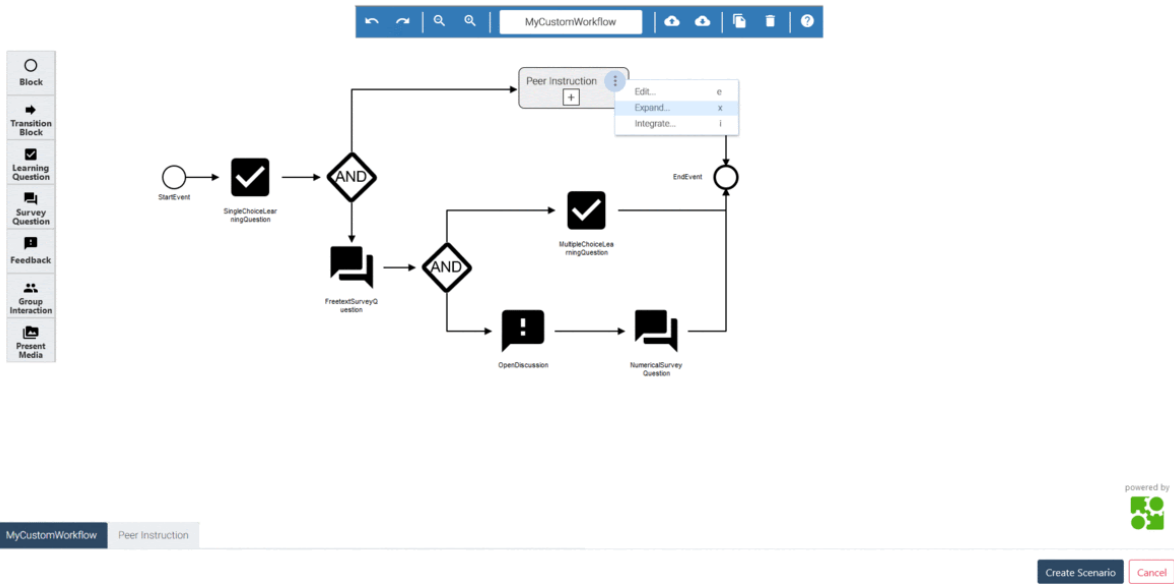 MyCustomWorkflow
Block
Transition
Block
Learning
Question
Survey
Question
Feedback
Group
Interaction
Present
Media
Peer Instruction
Edit... e
Expand... x
Integrate... i
StartEvent
SingleChoiceLear
ningQuestion
AND
EndEvent
MultipleChoiceLea
rningQuestion
FreetextSurveyQ
uestion
AND
OpenDiscussion
NumericalSurvey
Question
powered by
MyCustomWorkflow Peer Instruction
Create Scenario Cancel